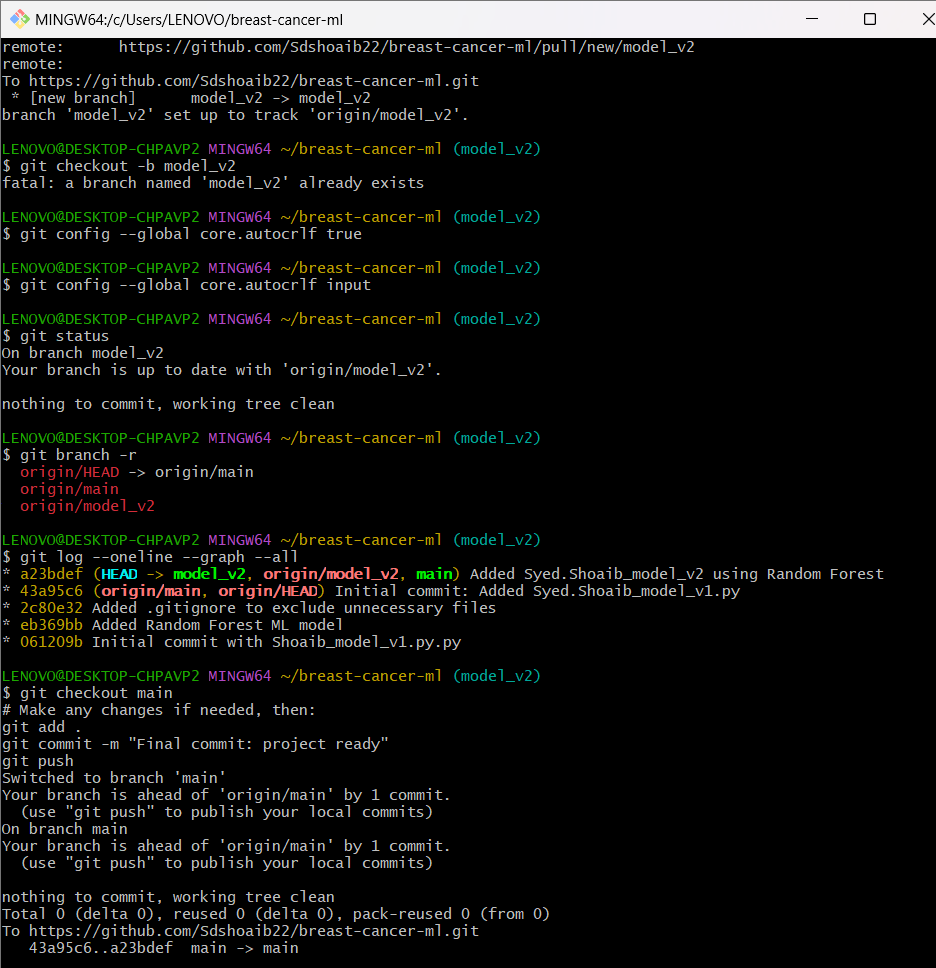 MINGW64:/c/Users/LENOVO/breast-cancer-ml
remote:      https://github.com/Sdshoaib22/breast-cancer-ml/pull/new/model_v2
remote:
To https://github.com/Sdshoaib22/breast-cancer-ml.git
 * [new branch]      model_v2 -> model_v2
branch 'model_v2' set up to track 'origin/model_v2'.

LENOVO@DESKTOP-CHPAVP2 MINGW64 ~/breast-cancer-ml (model_v2)
$ git checkout -b model_v2
fatal: a branch named 'model_v2' already exists

LENOVO@DESKTOP-CHPAVP2 MINGW64 ~/breast-cancer-ml (model_v2)
$ git config --global core.autocrlf true

LENOVO@DESKTOP-CHPAVP2 MINGW64 ~/breast-cancer-ml (model_v2)
$ git config --global core.autocrlf input

LENOVO@DESKTOP-CHPAVP2 MINGW64 ~/breast-cancer-ml (model_v2)
$ git status
On branch model_v2
Your branch is up to date with 'origin/model_v2'.

nothing to commit, working tree clean

LENOVO@DESKTOP-CHPAVP2 MINGW64 ~/breast-cancer-ml (model_v2)
$ git branch -r
  origin/HEAD -> origin/main
  origin/main
  origin/model_v2

LENOVO@DESKTOP-CHPAVP2 MINGW64 ~/breast-cancer-ml (model_v2)
$ git log --oneline --graph --all
* a23bdef (HEAD -> model_v2, origin/model_v2, main) Added Syed.Shoaib_model_v2 using Random Forest
* 43a95c6 (origin/main, origin/HEAD) Initial commit: Added Syed.Shoaib_model_v1.py
* 2c80e32 Added .gitignore to exclude unnecessary files
* eb369bb Added Random Forest ML model
* 061209b Initial commit with Shoaib_model_v1.py.py

LENOVO@DESKTOP-CHPAVP2 MINGW64 ~/breast-cancer-ml (model_v2)
$ git checkout main
# Make any changes if needed, then:
git add .
git commit -m "Final commit: project ready"
git push
Switched to branch 'main'
Your branch is ahead of 'origin/main' by 1 commit.
  (use "git push" to publish your local commits)
On branch main
Your branch is ahead of 'origin/main' by 1 commit.
  (use "git push" to publish your local commits)

nothing to commit, working tree clean
Total 0 (delta 0), reused 0 (delta 0), pack-reused 0 (from 0)
To https://github.com/Sdshoaib22/breast-cancer-ml.git
   43a95c6..a23bdef  main -> main